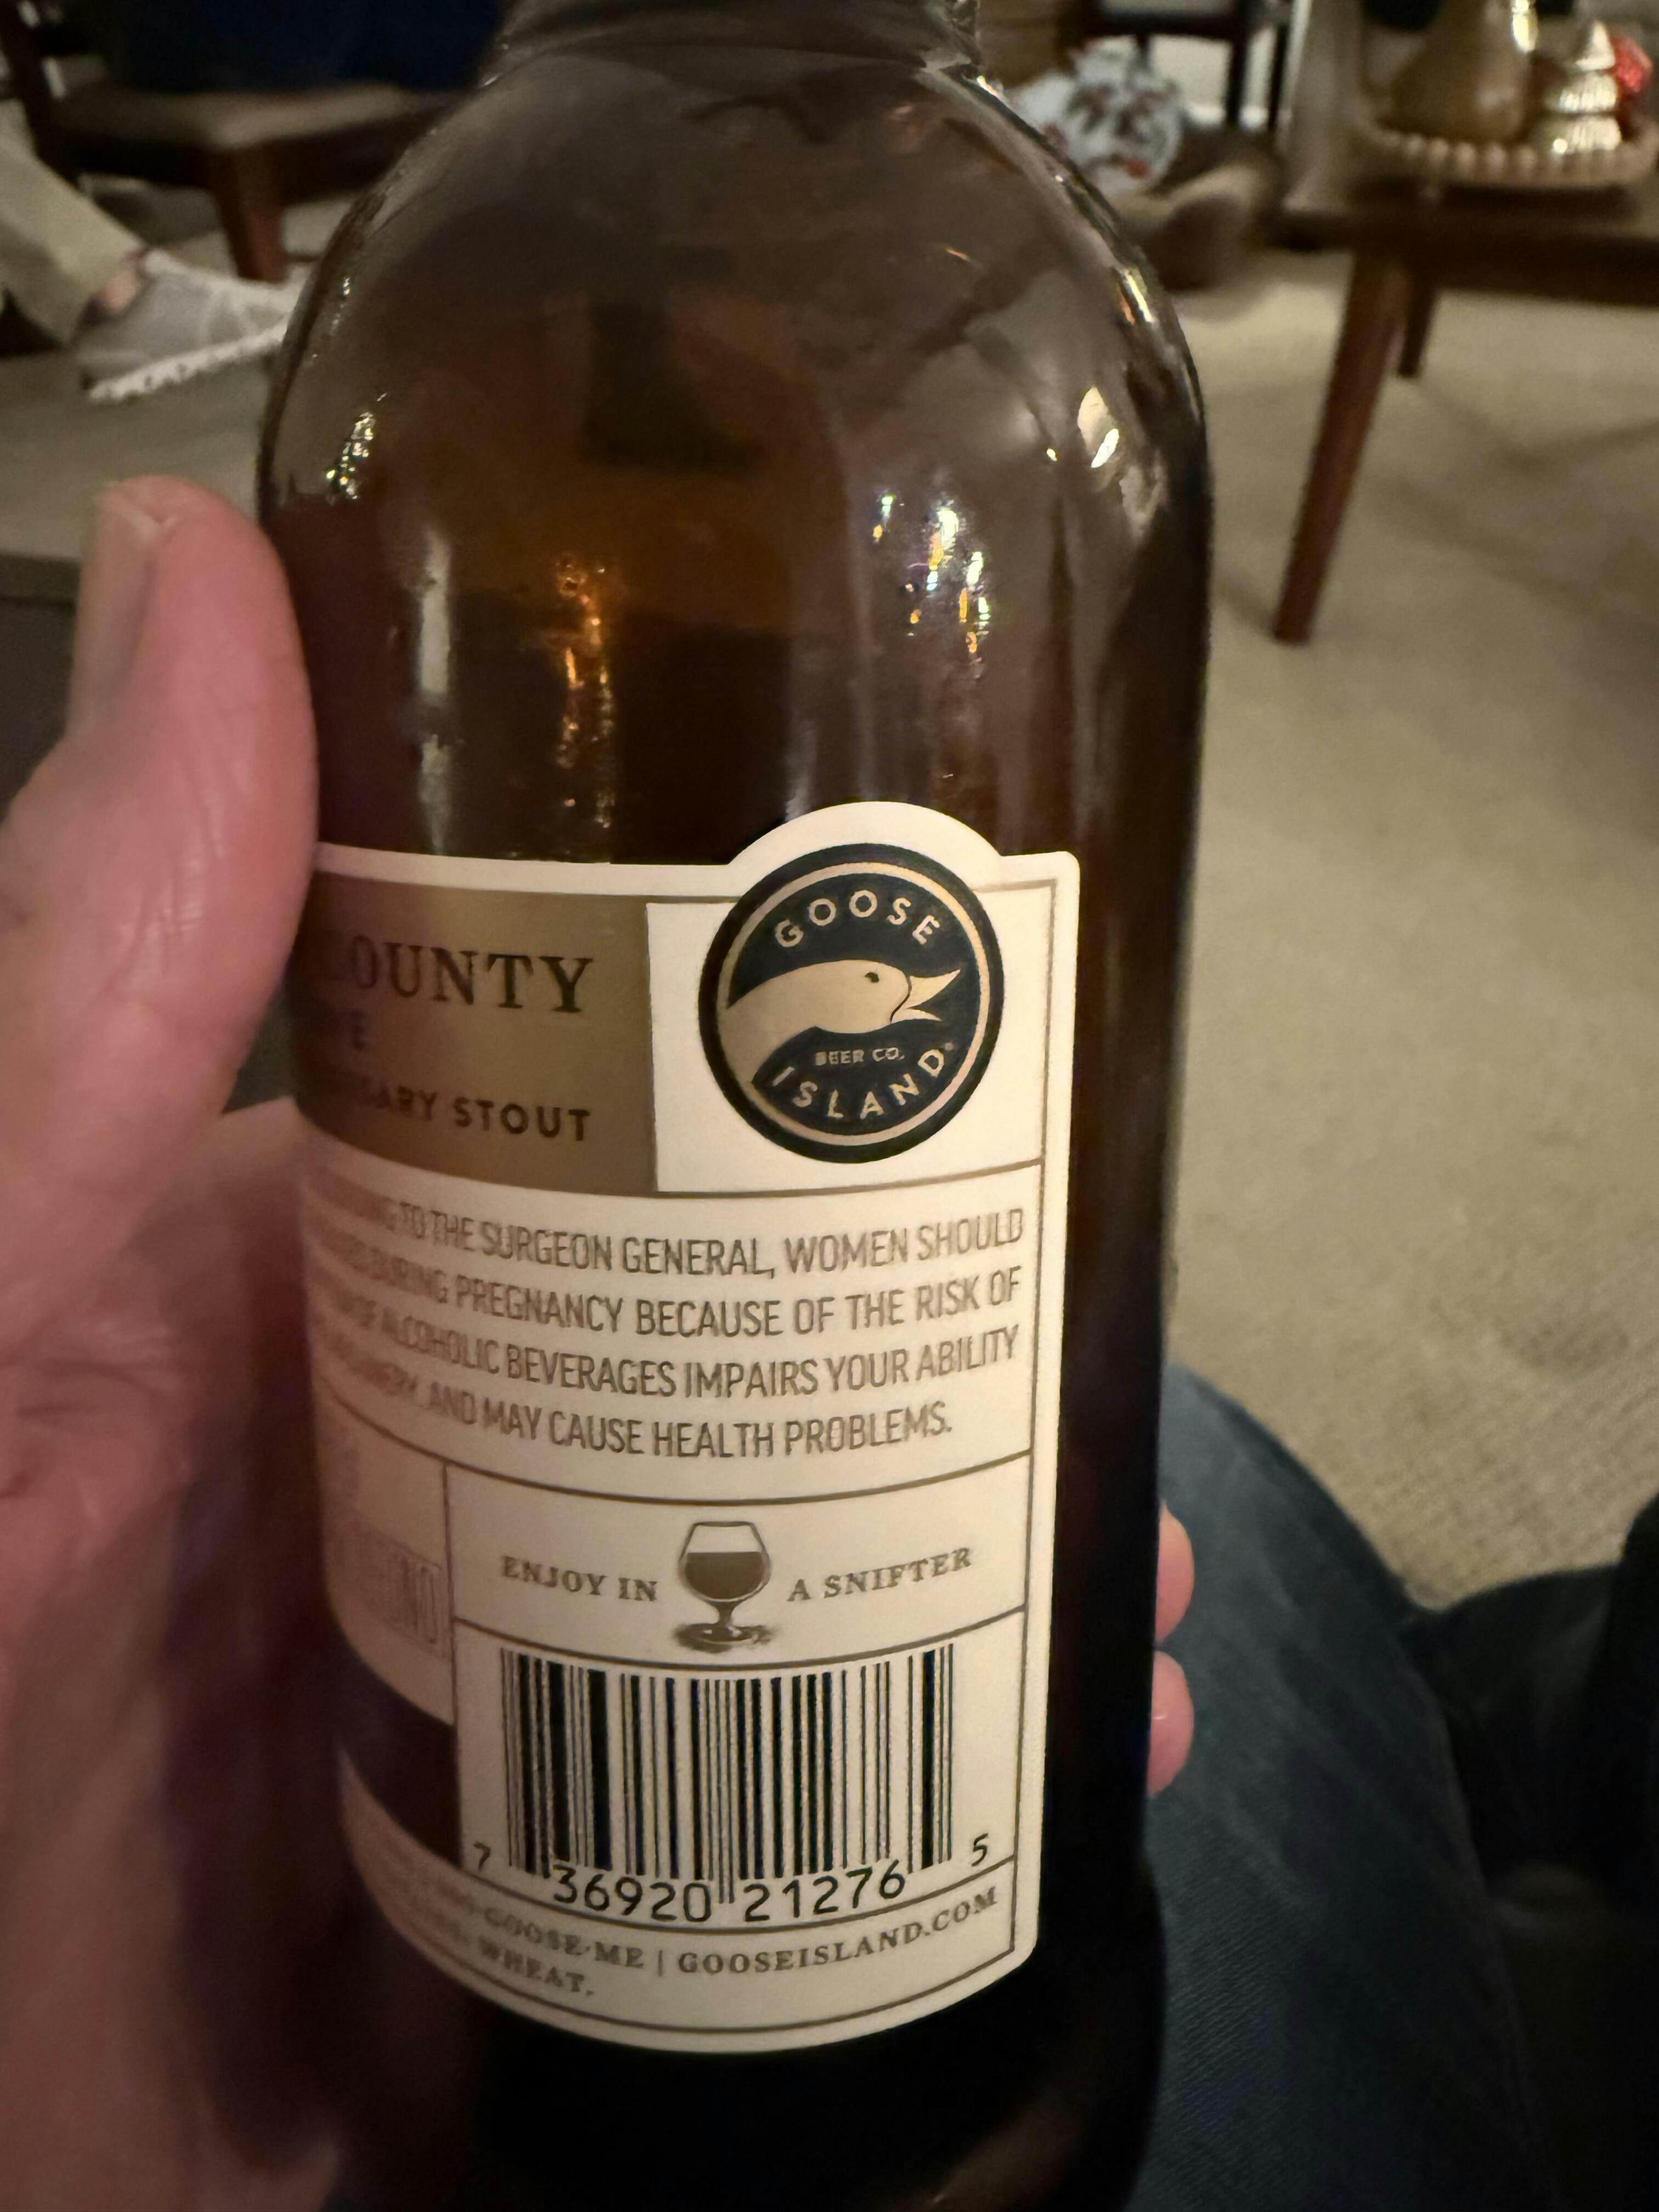 GOOSE
BEER CO.
ISLAND®
OUNTY
STOUT
TO THE SURGEON GENERAL, WOMEN SHOULD
DURING PREGNANCY BECAUSE OF THE RISK OF
OF ALCOHOLIC BEVERAGES IMPAIRS YOUR ABILITY
AND MAY CAUSE HEALTH PROBLEMS.
ENJOY IN A SNIFTER
7 36920 21276 5
GOOSE·ME | GOOSEISLAND.COM
WHEAT.